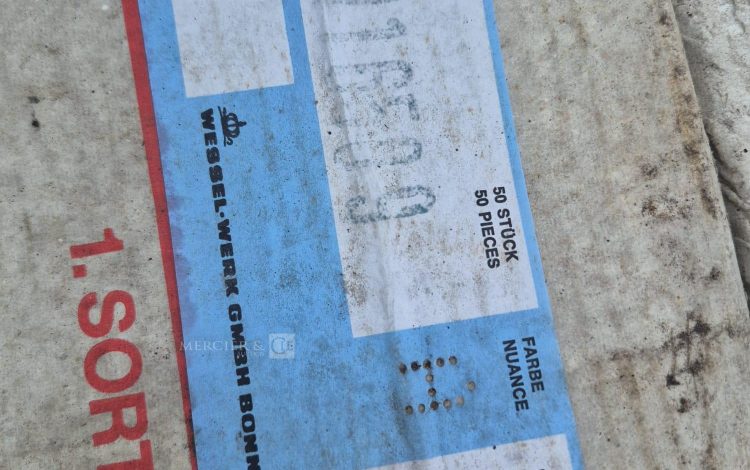 1. SORT
WESSEL-WERK GMBH BONN
50 STÜCK
50 PIECES
FARBE
NUANCE
MERCIER & CIE